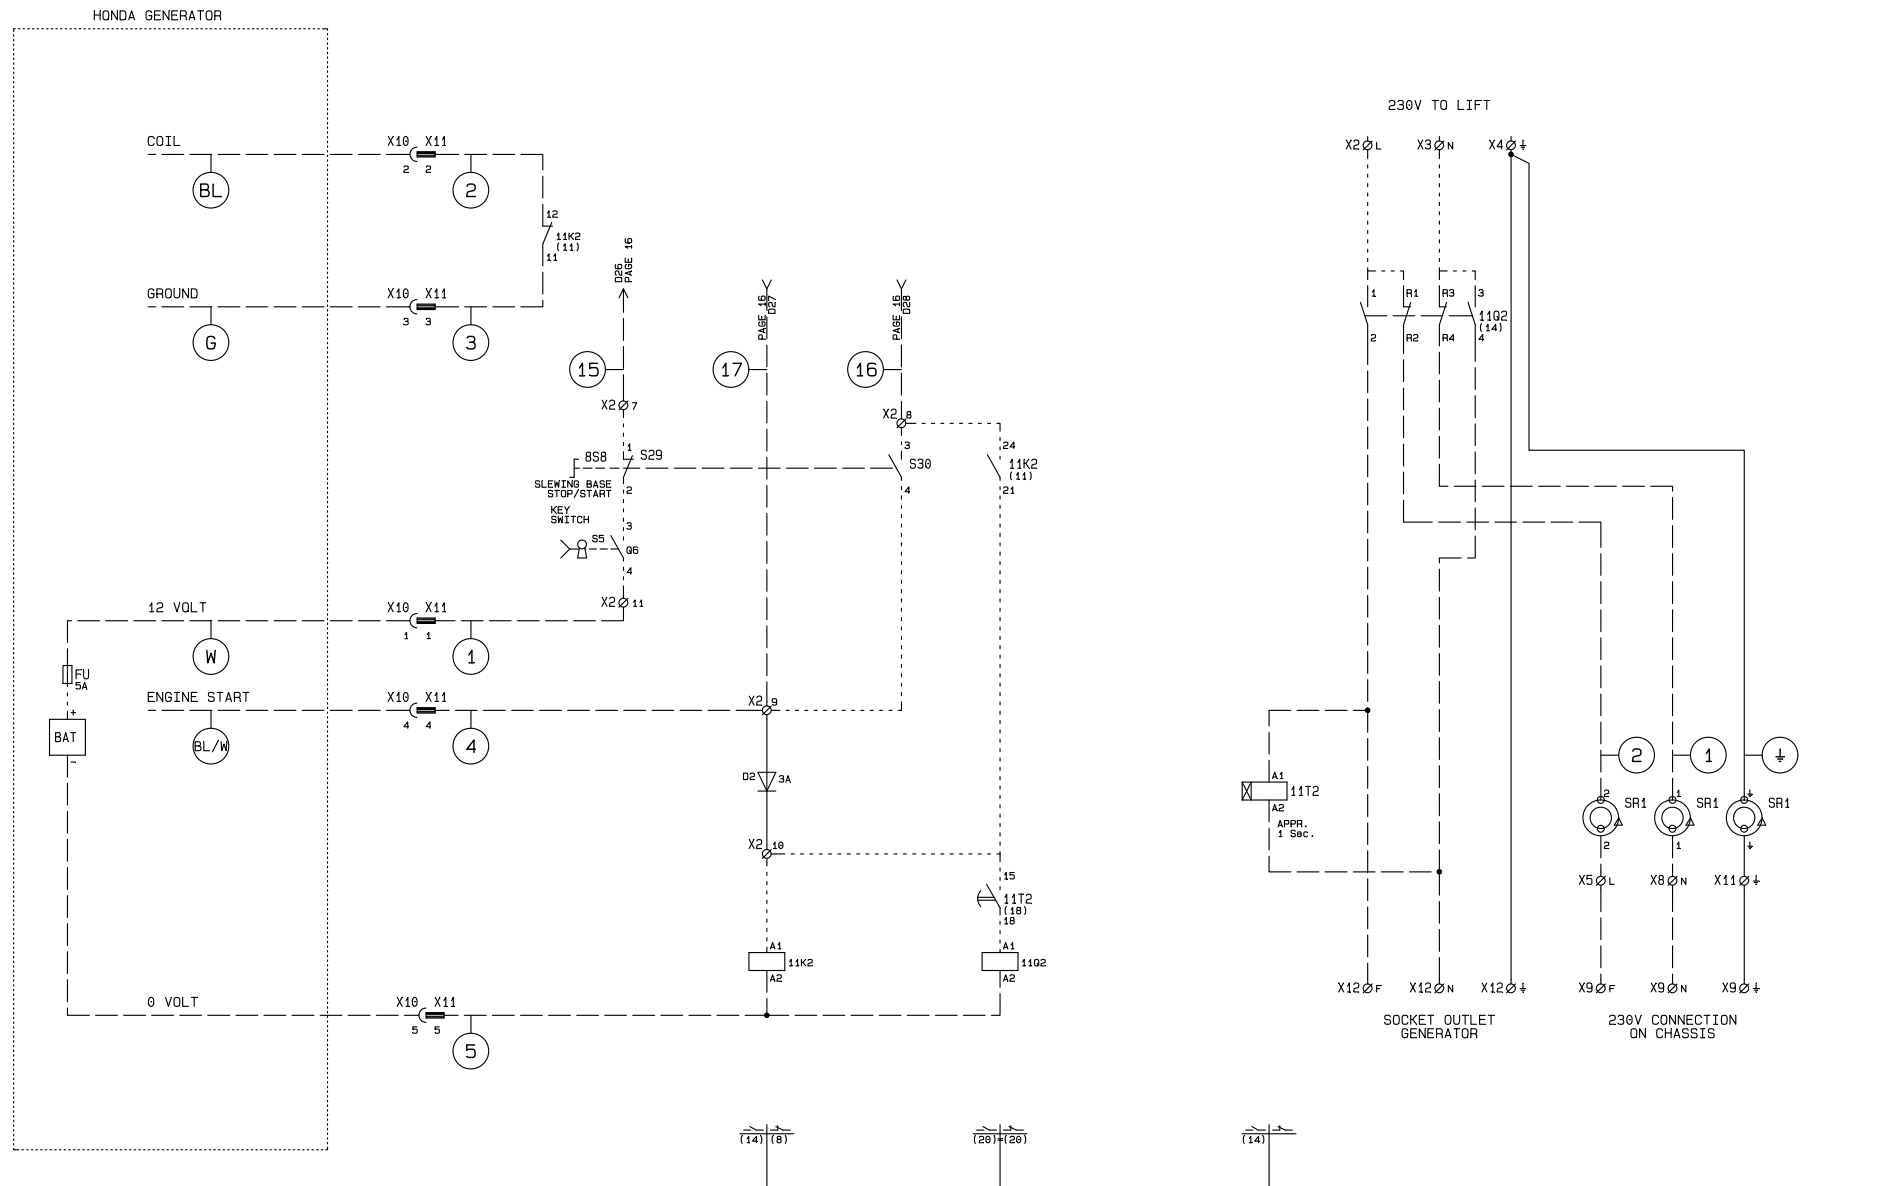 HONDA GENERATOR
230V TO LIFT
COIL
X10 X11
2 2
BL
2
12
11K2
(11)
11
GROUND
X10 X11
3 3
G
3
D26
PAGE 16
PAGE 16
D27
PAGE 16
D28
15
17
16
X2 7
X2 8
8S8
1
S29
2
SLEWING BASE
STOP/START
3
S30
4
24
11K2
(11)
21
KEY
SWITCH
S5
3
Q6
4
X2 11
12 VOLT
X10 X11
1 1
W
1
FU
5A
+
BAT
-
ENGINE START
X10 X11
4 4
BL/W
4
X2 9
D2
3A
X2 10
15
11T2
(18)
18
A1
11K2
A2
A1
11Q2
A2
0 VOLT
X10 X11
5 5
5
(14) (8)
(20) (20)
(14)
X2 L
X3 N
X4
1 R1 R3 3
11Q2
(14)
2 R2 R4 4
A1
11T2
A2
APPR.
1 Sec.
2
1
2 SR1
1 SR1
SR1
2
1
X5 L
X8 N
X11
X12 F
X12 N
X12
X9 F
X9 N
X9
SOCKET OUTLET
GENERATOR
230V CONNECTION
ON CHASSIS